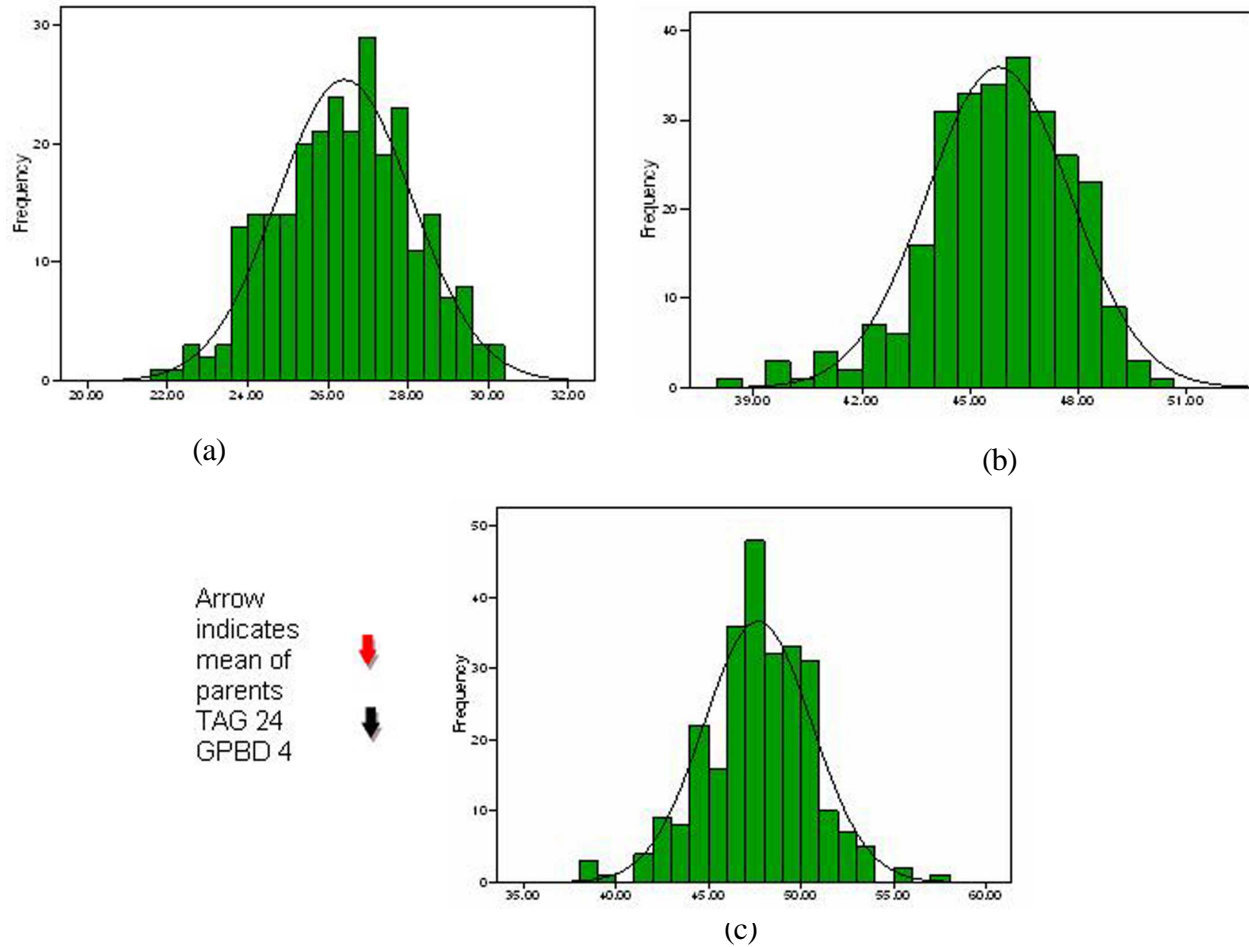 30
20
10
0
Frequency
20.00 22.00 24.00 26.00 28.00 30.00 32.00
(a)
40
30
20
10
0
Frequency
39.00 42.00 45.00 48.00 51.00
(b)
Arrow
indicates
mean of
parents
TAG 24
GPBD 4
50
40
30
20
10
0
Frequency
35.00 40.00 45.00 50.00 55.00 60.00
(c)